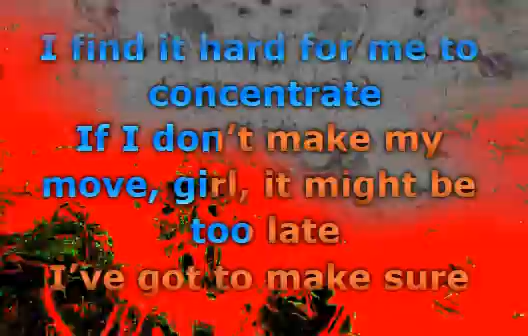 I find it hard for me to
concentrate
If I don't make my
move, girl, it might be
too late
I've got to make sure